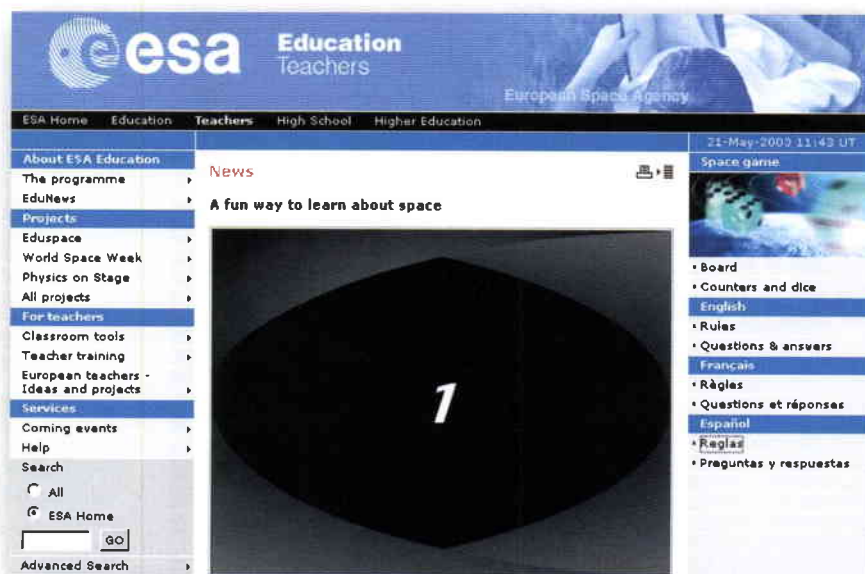 esa
Education
Teachers
European Space Agency
ESA Home Education Teachers High School Higher Education
21-May-2003 11:43 UT
About ESA Education
The programme
EduNews
Projects
Eduspace
World Space Week
Physics on Stage
All projects
For teachers
Classroom tools
Teacher training
European teachers -
Ideas and projects
Services
Coming events
Help
Search
All
ESA Home
GO
Advanced Search
News
A fun way to learn about space
1
Space game
Board
Counters and dice
English
Rules
Questions & answers
Français
Règles
Questions et réponses
Español
Reglas
Preguntas y respuestas